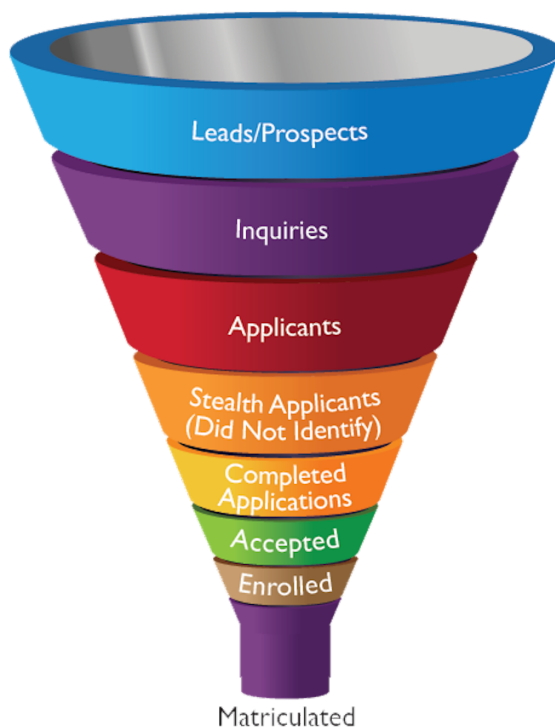 Leads/Prospects
Inquiries
Applicants
Stealth Applicants
(Did Not Identify)
Completed
Applications
Accepted
Enrolled
Matriculated